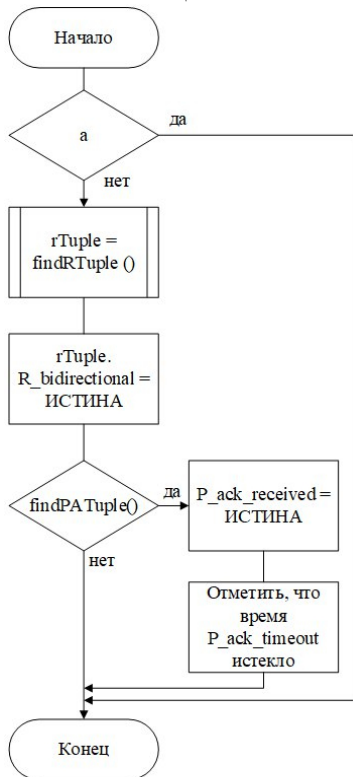 Начало
а
да
нет
rTuple =
findRTuple ()
rTuple.
R_bidirectional =
ИСТИНА
findPATuple()
да
нет
P_ack_received =
ИСТИНА
Отметить, что
время
P_ack_timeout
истекло
Конец